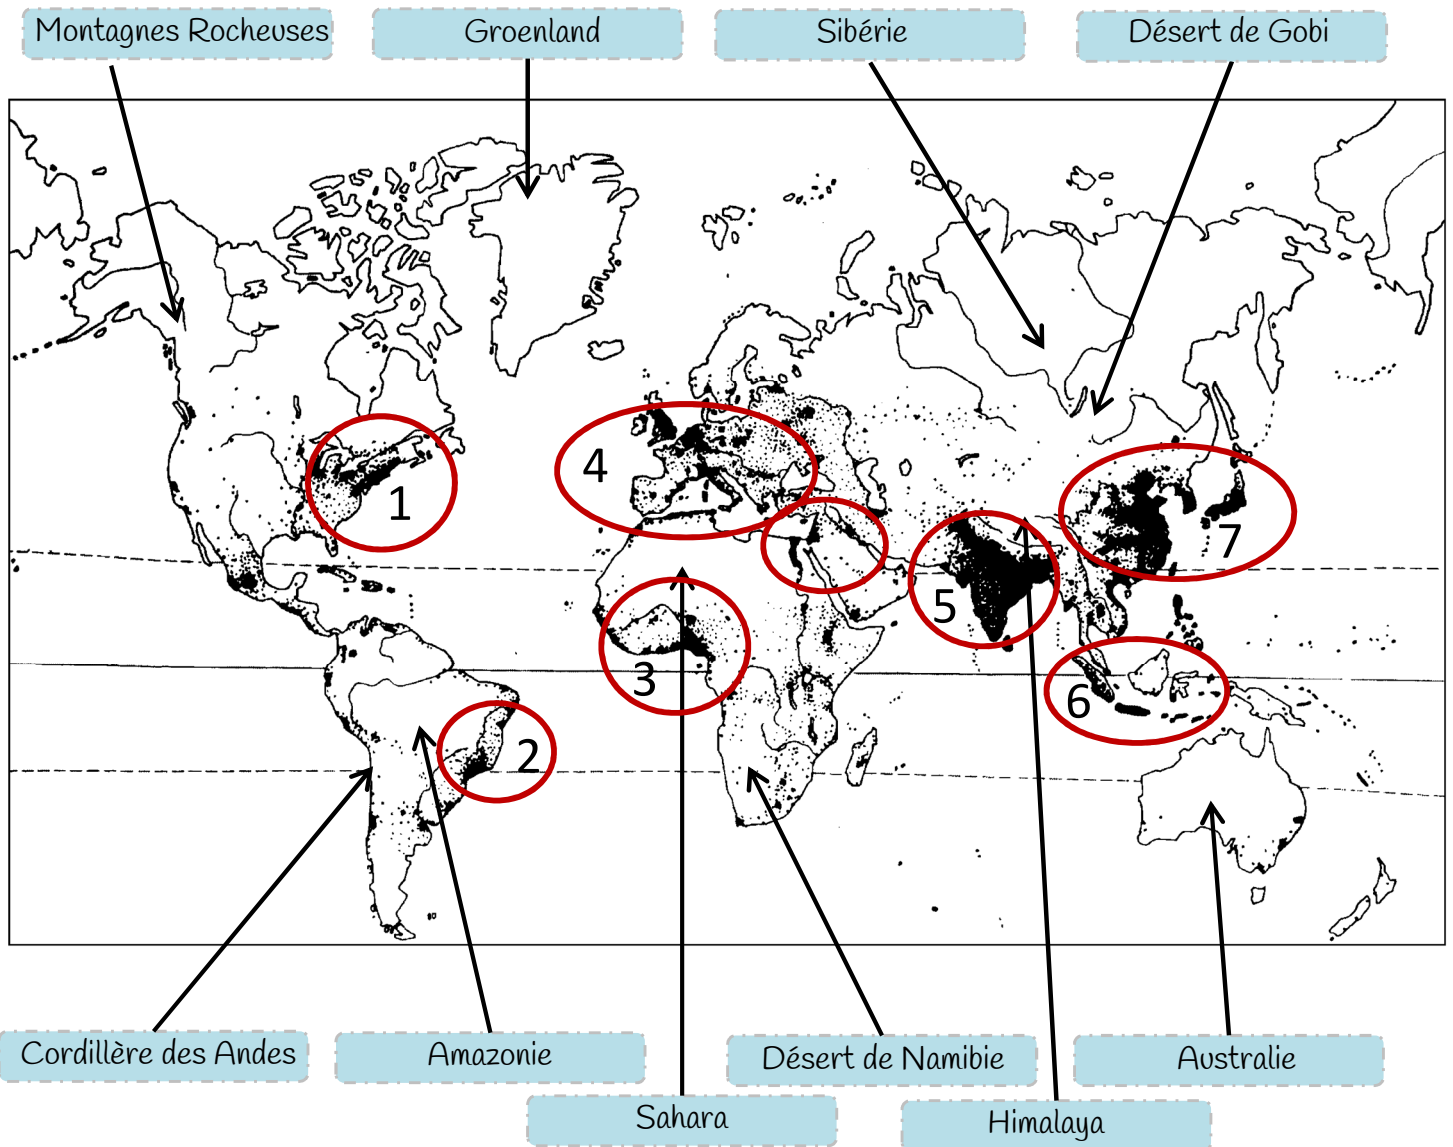 Montagnes Rocheuses
Groenland
Sibérie
Désert de Gobi
1
4
7
5
3
6
2
Cordillère des Andes
Amazonie
Désert de Namibie
Australie
Sahara
Himalaya